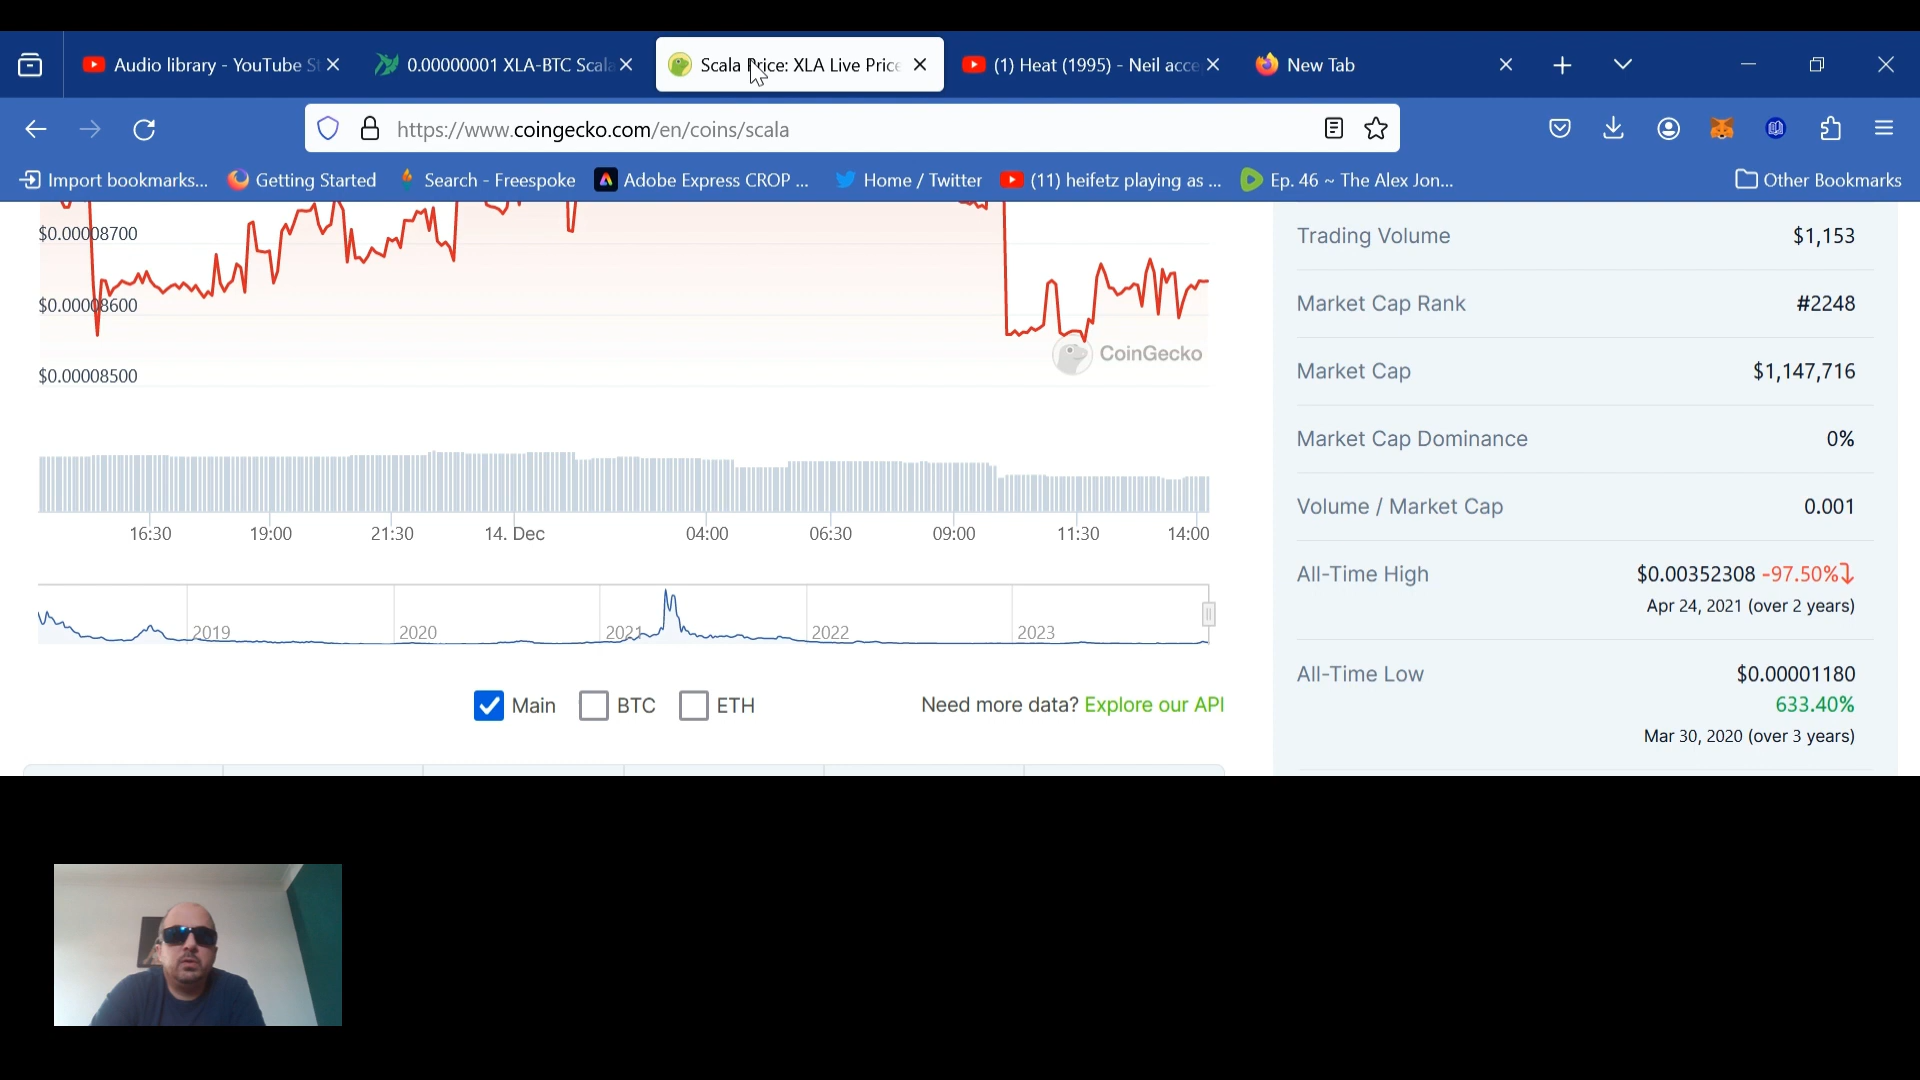 Audio library - YouTube St
0.00000001 XLA-BTC Scala
Scala Price: XLA Live Price
(1) Heat (1995) - Neil acce
New Tab
https://www.coingecko.com/en/coins/scala
Import bookmarks...
Getting Started
Search - Freespoke
Adobe Express CROP ...
Home / Twitter
(11) heifetz playing as ...
Ep. 46 ~ The Alex Jon...
Other Bookmarks
$0.00008700
$0.00008600
$0.00008500
CoinGecko
16:30 19:00 21:30 14. Dec 04:00 06:30 09:00 11:30 14:00
2019 2020 2021 2022 2023
Main BTC ETH
Need more data? Explore our API
Trading Volume $1,153
Market Cap Rank #2248
Market Cap $1,147,716
Market Cap Dominance 0%
Volume / Market Cap 0.001
All-Time High $0.00352308 -97.50%
Apr 24, 2021 (over 2 years)
All-Time Low $0.00001180
633.40%
Mar 30, 2020 (over 3 years)